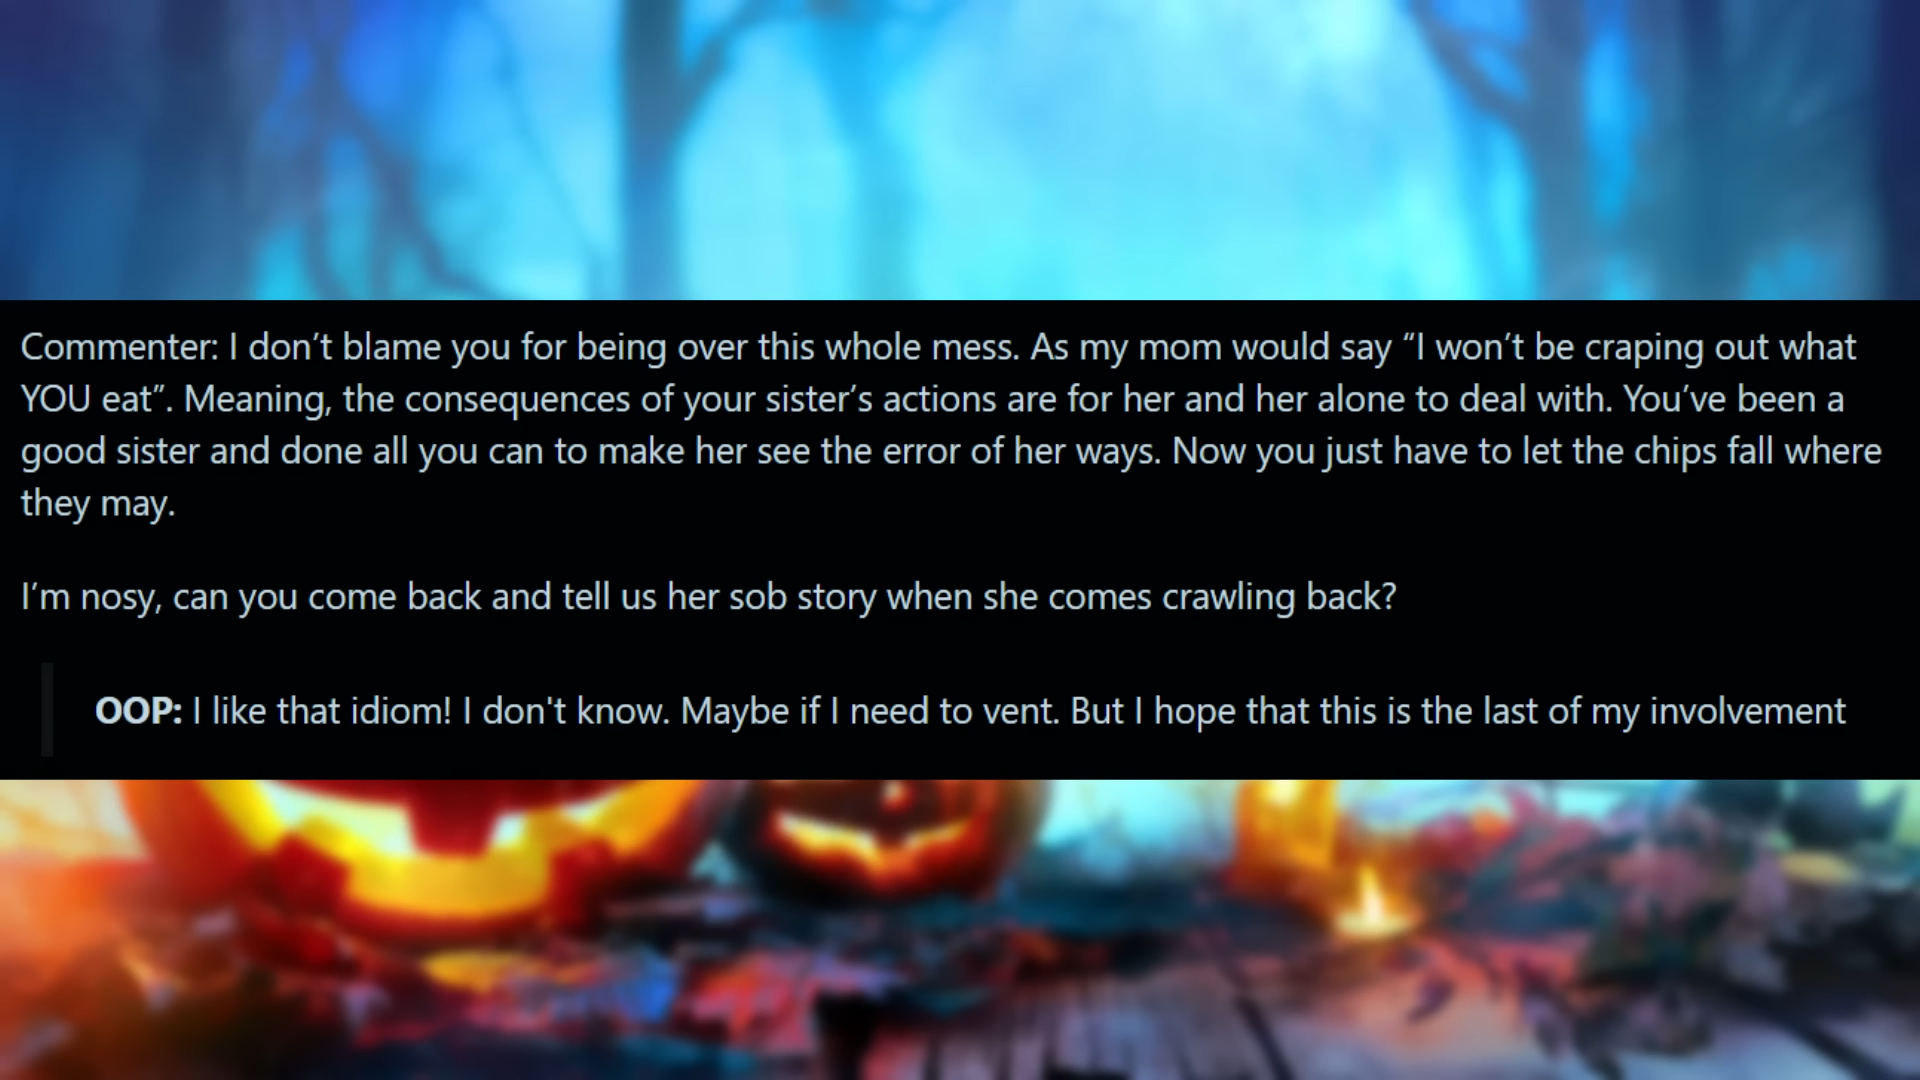 Commenter: I don’t blame you for being over this whole mess. As my mom would say “I won’t be craping out what
YOU eat”. Meaning, the consequences of your sister’s actions are for her and her alone to deal with. You’ve been a
good sister and done all you can to make her see the error of her ways. Now you just have to let the chips fall where
they may.
I’m nosy, can you come back and tell us her sob story when she comes crawling back?
OOP: I like that idiom! I don't know. Maybe if I need to vent. But I hope that this is the last of my involvement